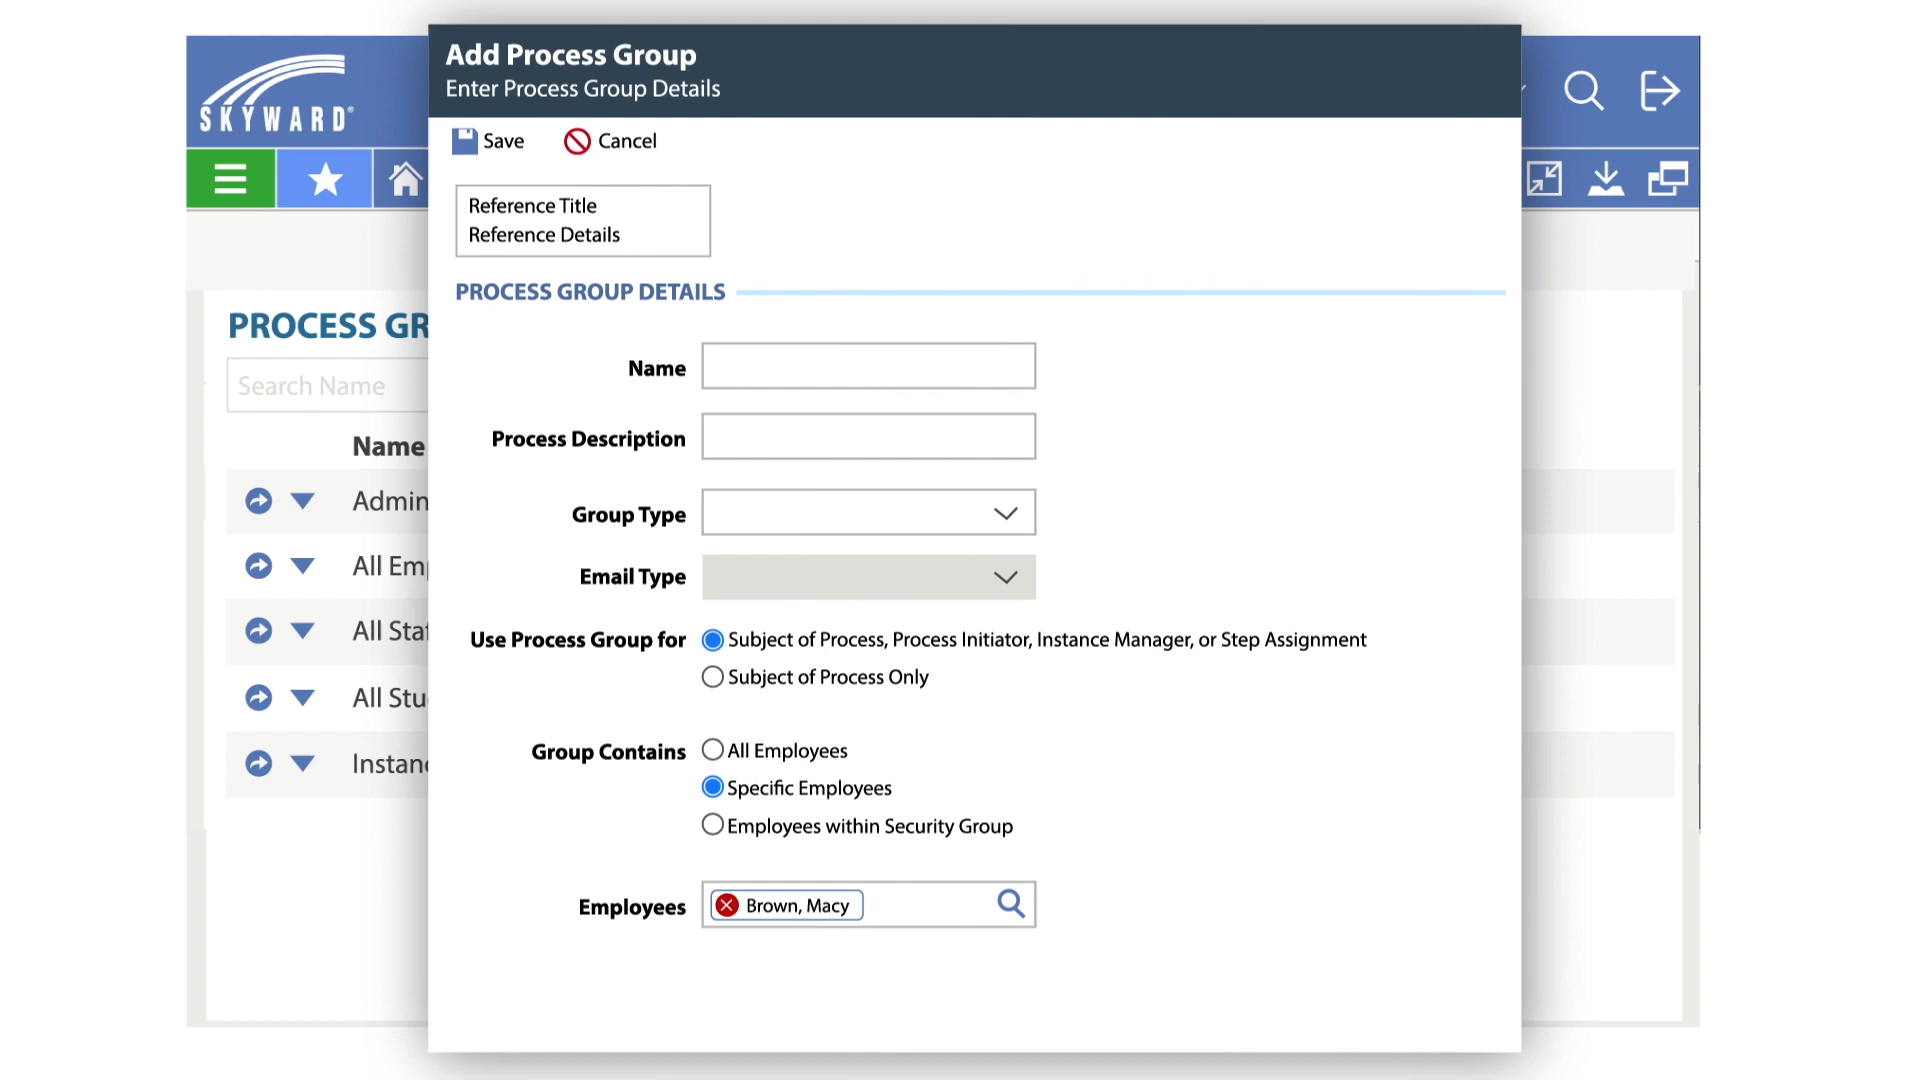 Add Process Group
Enter Process Group Details
SKYWARD®
Save Cancel
Reference Title
Reference Details
PROCESS GROUP DETAILS
PROCESS GR
Search Name
Name
Admin
All Emp
All Staf
All Stu
Instanc
Name
Process Description
Group Type
Email Type
Use Process Group for
Subject of Process, Process Initiator, Instance Manager, or Step Assignment
Subject of Process Only
Group Contains
All Employees
Specific Employees
Employees within Security Group
Employees
Brown, Macy